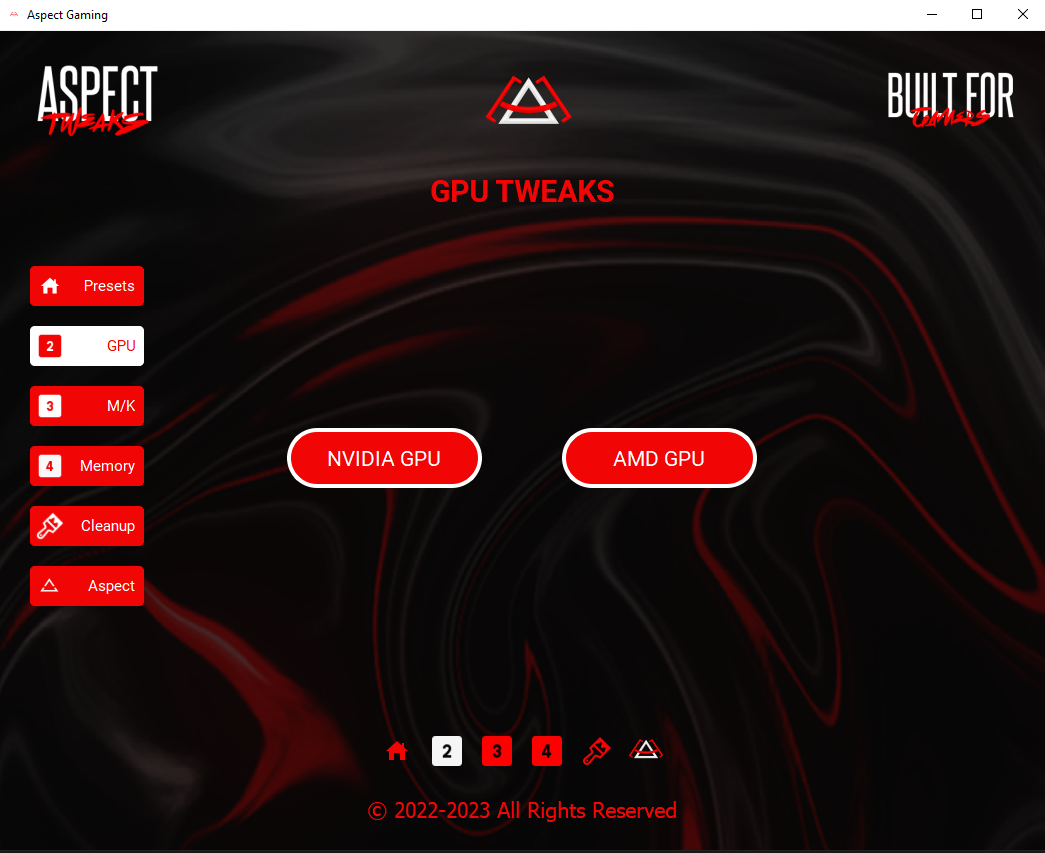 Aspect Gaming
ASPECT
TWEAKS
BUILT FOR
GAMERS
GPU TWEAKS
Presets
2 GPU
3 M/K
4 Memory
Cleanup
Aspect
NVIDIA GPU
AMD GPU
2 3 4
© 2022-2023 All Rights Reserved